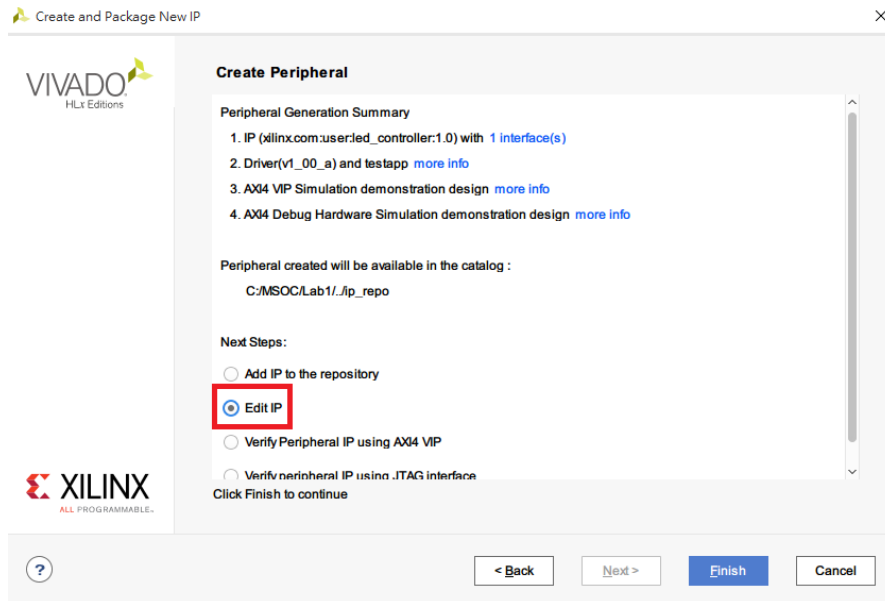 Create and Package New IP
VIVADO
HLx Editions
Create Peripheral
Peripheral Generation Summary
1. IP (xilinx.com:user:led_controller:1.0) with 1 interface(s)
2. Driver(v1_00_a) and testapp more info
3. AXI4 VIP Simulation demonstration design more info
4. AXI4 Debug Hardware Simulation demonstration design more info
Peripheral created will be available in the catalog :
C:/MSOC/Lab1/../ip_repo
Next Steps:
Add IP to the repository
Edit IP
Verify Peripheral IP using AXI4 VIP
Verify peripheral IP using JTAG interface
Click Finish to continue
XILINX
ALL PROGRAMMABLE™
?
< Back
Next >
Finish
Cancel